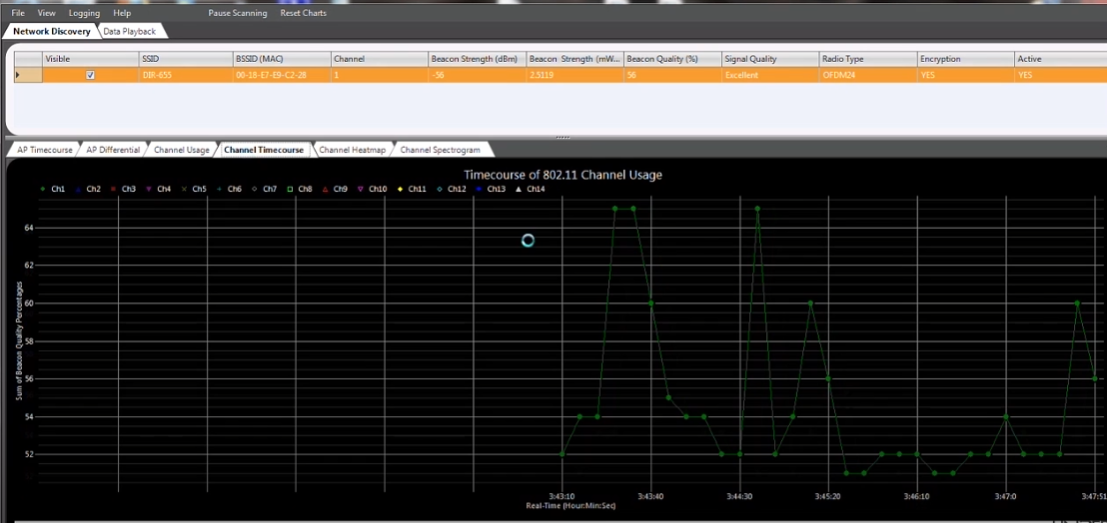 File View Logging Help Pause Scanning Reset Charts
Network Discovery Data Playback
Visible SSID BSSID (MAC) Channel Beacon Strength (dBm) Beacon Strength (mW... Beacon Quality (%) Signal Quality Radio Type Encryption Active
DIR-655 00-18-E7-E9-C2-28 1 -56 2.5119 56 Excellent OFDM24 YES YES
AP Timecourse AP Differential Channel Usage Channel Timecourse Channel Heatmap Channel Spectrogram
Timecourse of 802.11 Channel Usage
Ch1 Ch2 Ch3 Ch4 Ch5 Ch6 Ch7 Ch8 Ch9 Ch10 Ch11 Ch12 Ch13 Ch14
Sum of Beacon Quality Percentages
64
62
60
58
56
54
52
3:43:10 3:43:40 3:44:30 3:45:20 3:46:10 3:47:0 3:47:51
Real-Time (Hour:Min:Sec)